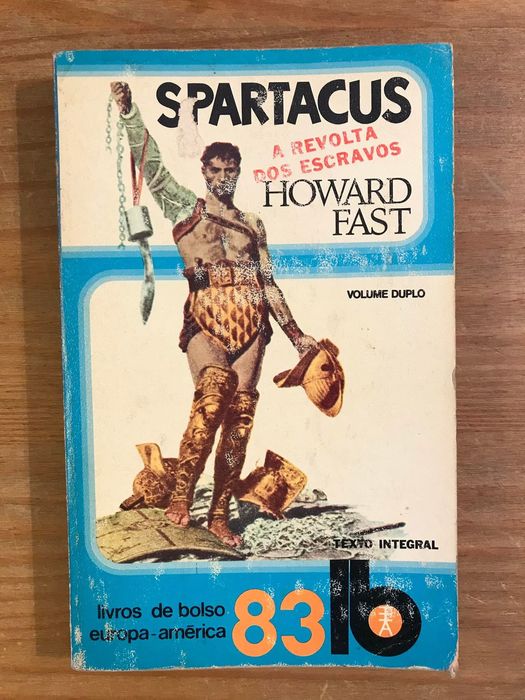 SPARTACUS
A REVOLTA
DOS ESCRAVOS
HOWARD
FAST
VOLUME DUPLO
TEXTO INTEGRAL
livros de bolso
europa-américa
83
lb